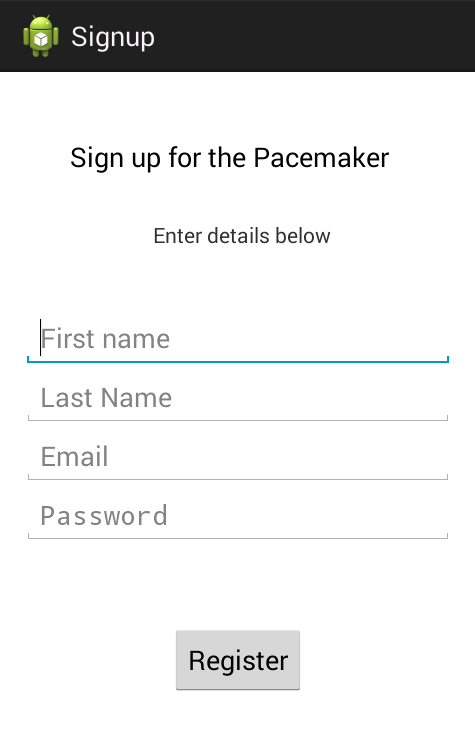 Signup
Sign up for the Pacemaker
Enter details below
First name
Last Name
Email
Password
Register